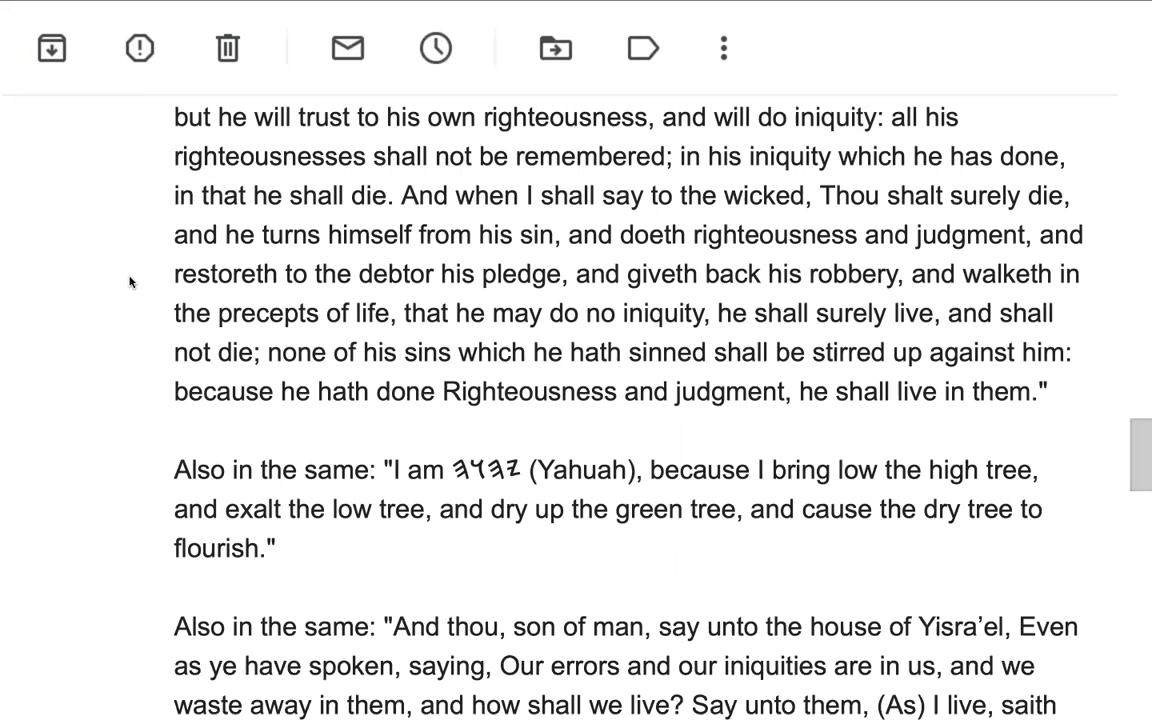 but he will trust to his own righteousness, and will do iniquity: all his
righteousnesses shall not be remembered; in his iniquity which he has done,
in that he shall die. And when I shall say to the wicked, Thou shalt surely die,
and he turns himself from his sin, and doeth righteousness and judgment, and
restoreth to the debtor his pledge, and giveth back his robbery, and walketh in
the precepts of life, that he may do no iniquity, he shall surely live, and shall
not die; none of his sins which he hath sinned shall be stirred up against him:
because he hath done Righteousness and judgment, he shall live in them."
Also in the same: "I am 𐤉𐤄𐤅𐤄 (Yahuah), because I bring low the high tree,
and exalt the low tree, and dry up the green tree, and cause the dry tree to
flourish."
Also in the same: "And thou, son of man, say unto the house of Yisra’el, Even
as ye have spoken, saying, Our errors and our iniquities are in us, and we
waste away in them, and how shall we live? Say unto them, (As) I live, saith